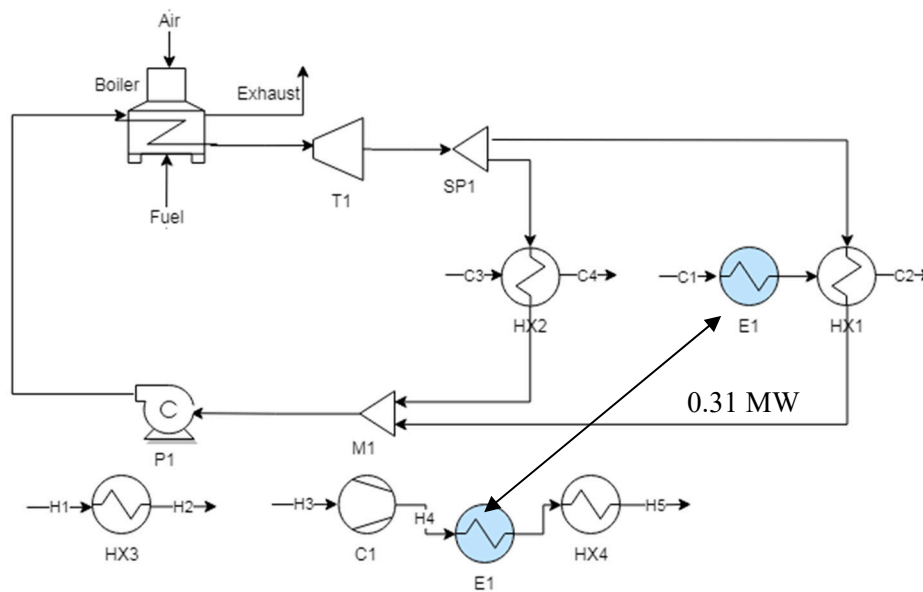 Air
Boiler
Exhaust
T1
SP1
Fuel
C3
C4
HX2
C1
E1
C2
HX1
0.31 MW
C
P1
M1
H1
H2
HX3
H3
C1
H4
E1
HX4
H5